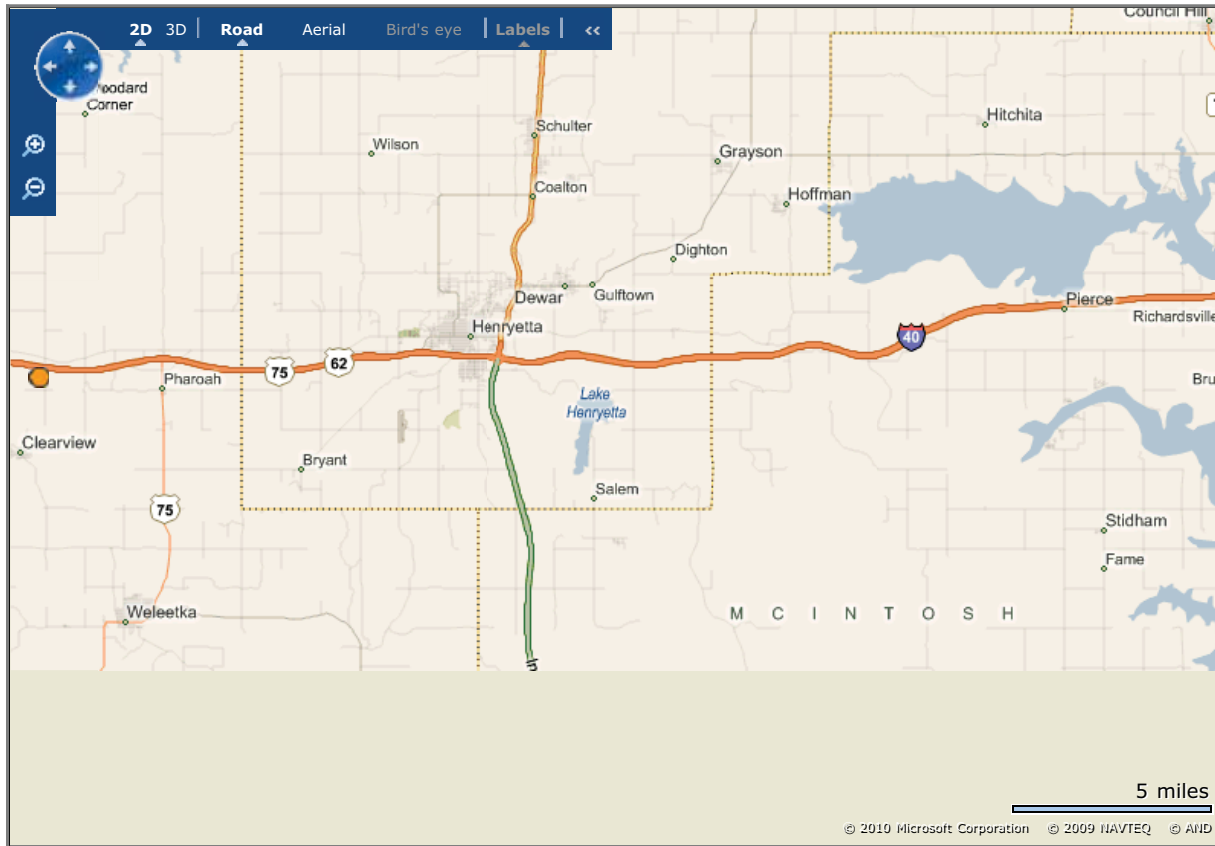 2D 3D Road Aerial Bird's eye Labels <<
Council Hill
Corner
Hitchita
Schulter
Wilson
Grayson
Coalton
Hoffman
Dighton
Dewar
Gulftown
Pierce
Richardsville
Henryetta
40
62
75
Pharoah
Lake
Henryetta
Clearview
Bryant
Salem
75
Stidham
Fame
Weleetka
MCINTOSH
5 miles
© 2010 Microsoft Corporation © 2009 NAVTEQ © AND